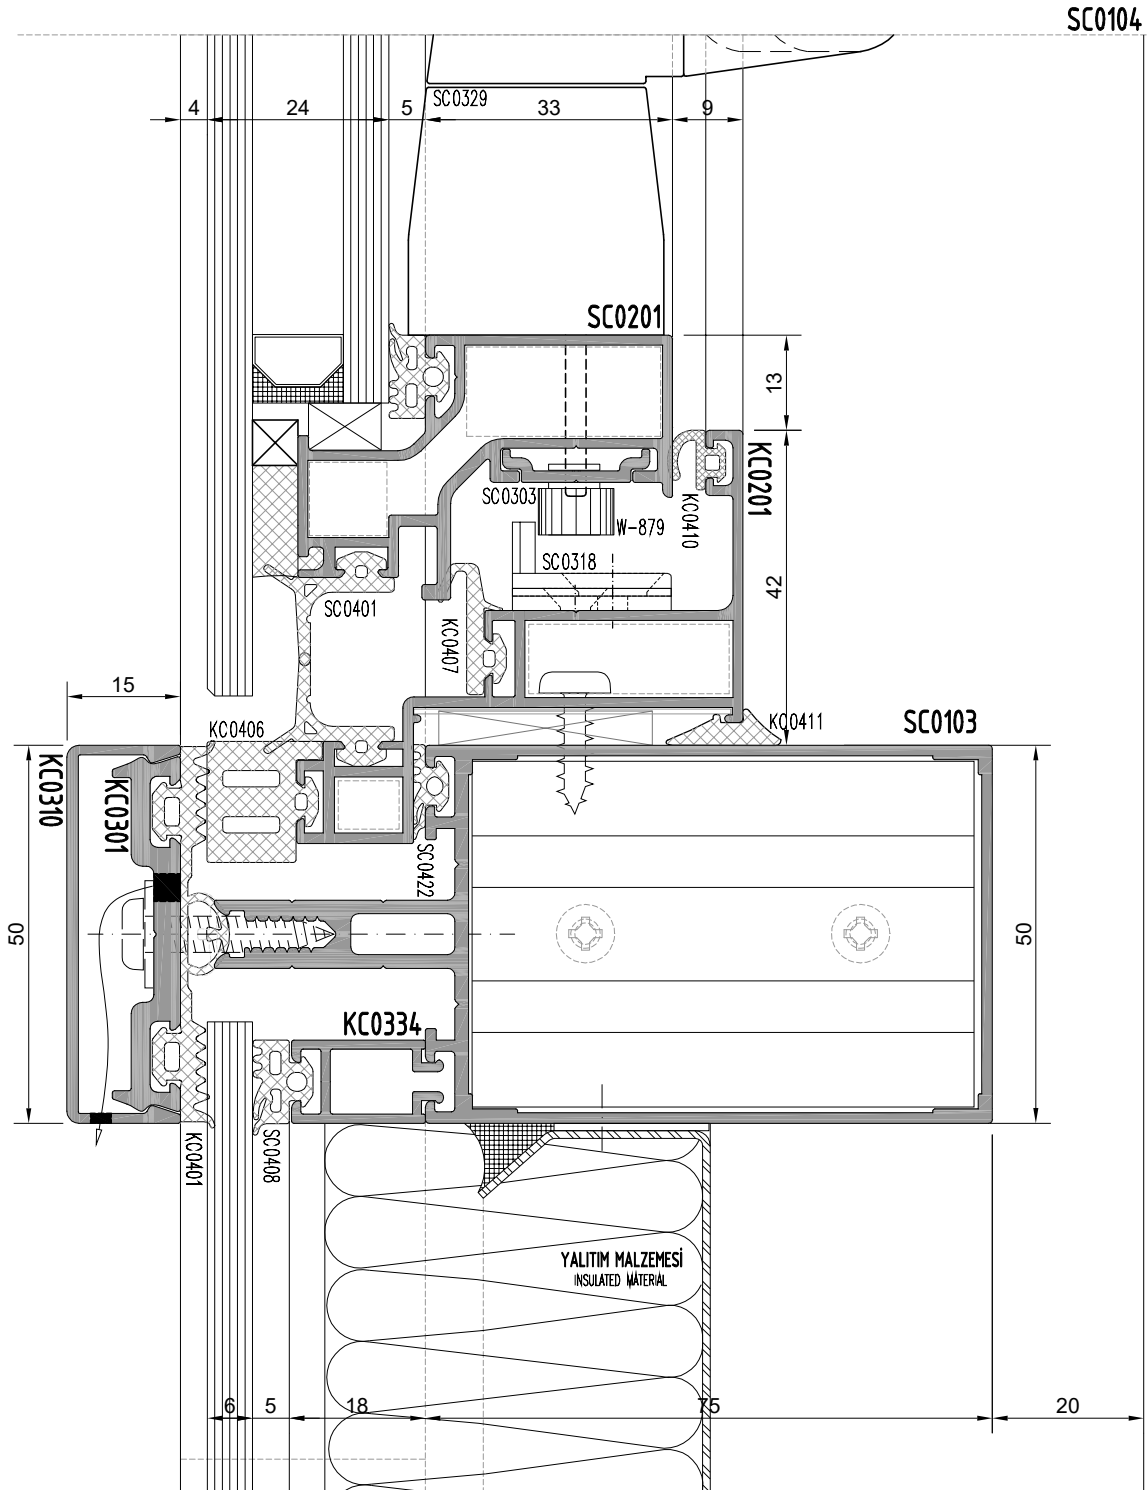 SC0104
SC0329
4
24
5
33
9
SC0201
13
KC0201
SC0303
W-879
KC0410
SC0318
SC0401
KC0407
42
15
KC0406
KC0411
SC0103
KC0310
KC0301
SC0422
50
50
KC0334
KC0401
SC0408
YALITIM MALZEMESİ
INSULATED MATERIAL
6
5
18
75
20